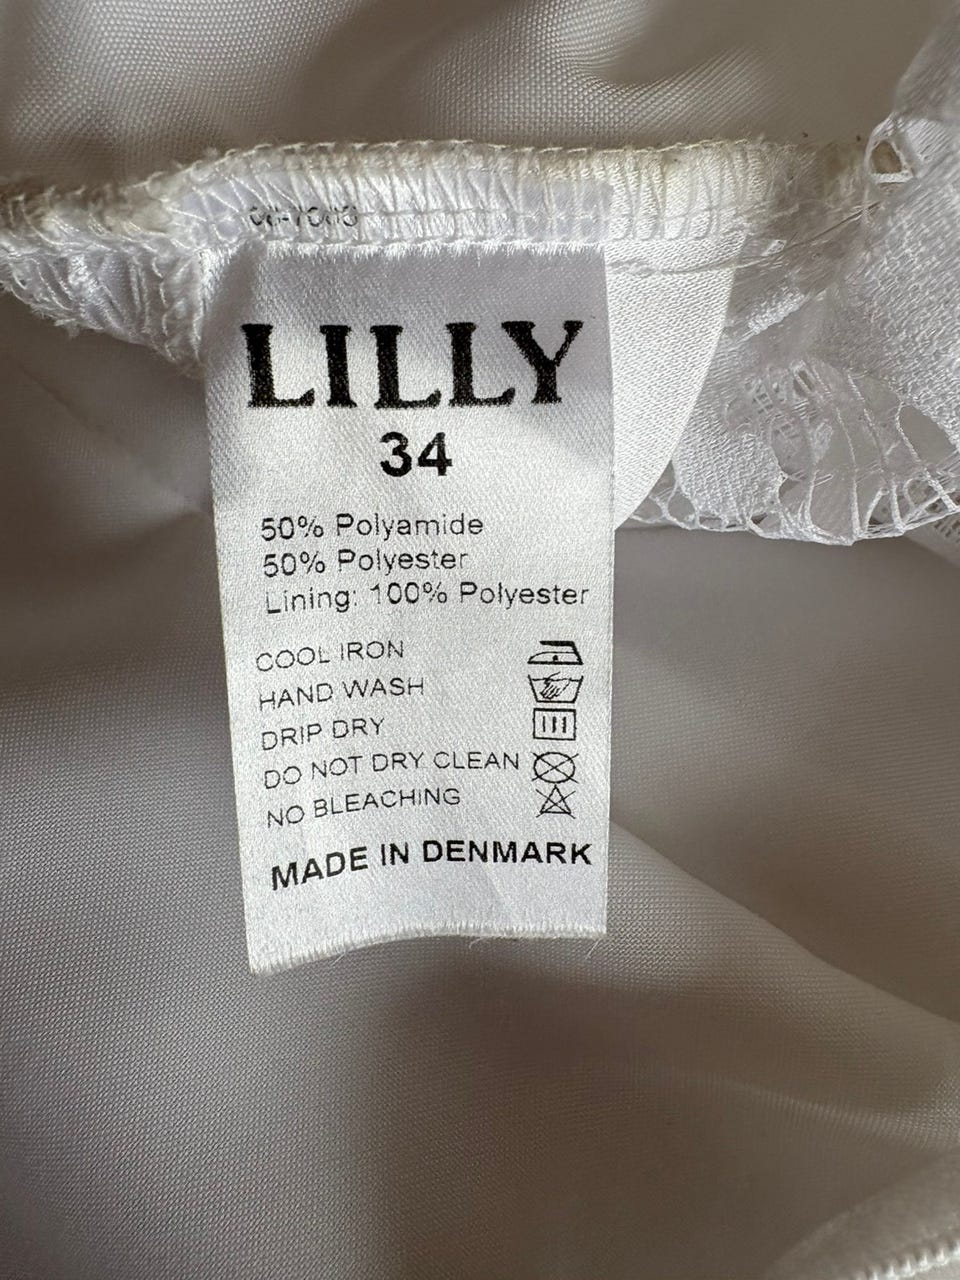 LILLY
34
50% Polyamide
50% Polyester
Lining: 100% Polyester
COOL IRON
HAND WASH
DRIP DRY
DO NOT DRY CLEAN
NO BLEACHING
MADE IN DENMARK